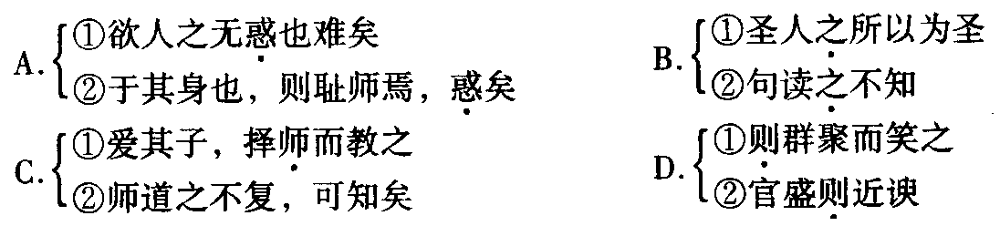 A.①欲人之无惑也难矣
②于其身也，则耻师焉，惑矣
B.①圣人之所以为圣
②句读之不知
C.①爱其子，择师而教之
②师道之不复，可知矣
D.①则群聚而笑之
②官盛则近谀